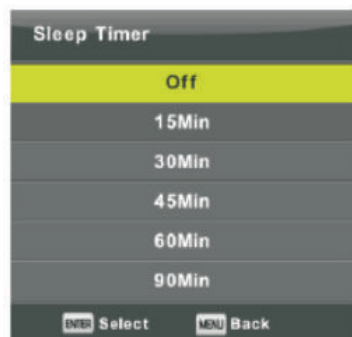 Sleep Timer
Off
15Min
30Min
45Min
60Min
90Min
ENTER Select MENU Back